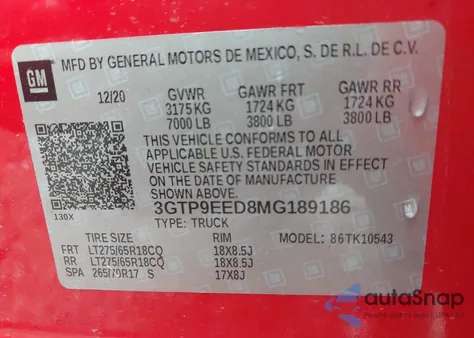 GM
MFD BY GENERAL MOTORS DE MEXICO, S. DE R.L. DE C.V.
12/20 GVWR GAWR FRT GAWR RR
3175 KG 1724 KG 1724 KG
7000 LB 3800 LB 3800 LB
THIS VEHICLE CONFORMS TO ALL
APPLICABLE U.S. FEDERAL MOTOR
VEHICLE SAFETY STANDARDS IN EFFECT
ON THE DATE OF MANUFACTURE
SHOWN ABOVE.
3GTP9EED8MG189186
130X TYPE: TRUCK
TIRE SIZE RIM MODEL: 86TK10543
FRT LT275/65R18CQ 18X8.5J
RR LT275/65R18CQ 18X8.5J
SPA 265/70R17 S 17X8J
autoSnap